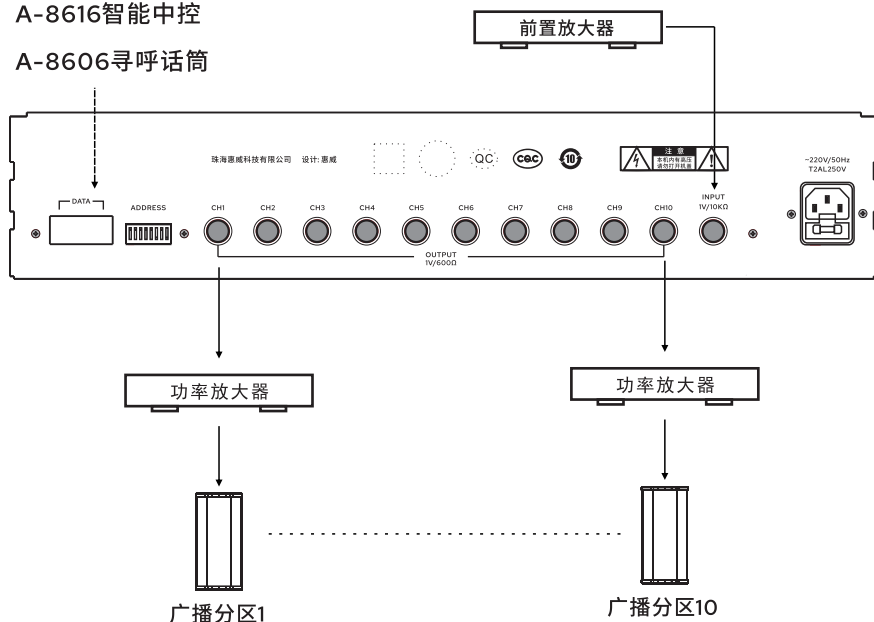 A-8616智能中控
A-8606寻呼话筒
前置放大器
珠海惠威科技有限公司 设计: 惠威
QC
CQC
10
注 意
本机内有高压
请勿打开机盖
~220V/50Hz
T2AL250V
DATA
ADDRESS
CH1
CH2
CH3
CH4
CH5
CH6
CH7
CH8
CH9
CH10
INPUT
1V/10KΩ
OUTPUT
1V/600Ω
功率放大器
功率放大器
广播分区1
广播分区10